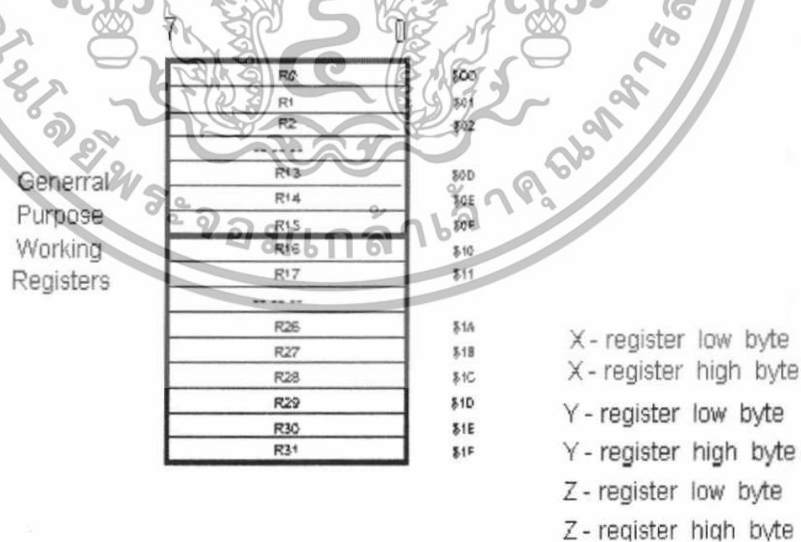 7 0
R0 $00
R1 $01
R2 $02
-- -- --
R13 $0D
R14 $0E
R15 $0F
R16 $10
R17 $11
-- -- --
R26 $1A
R27 $1B
R28 $1C
R29 $1D
R30 $1E
R31 $1F
Generral
Purpose
Working
Registers
X - register low byte
X - register high byte
Y - register low byte
Y - register high byte
Z - register low byte
Z - register high byte